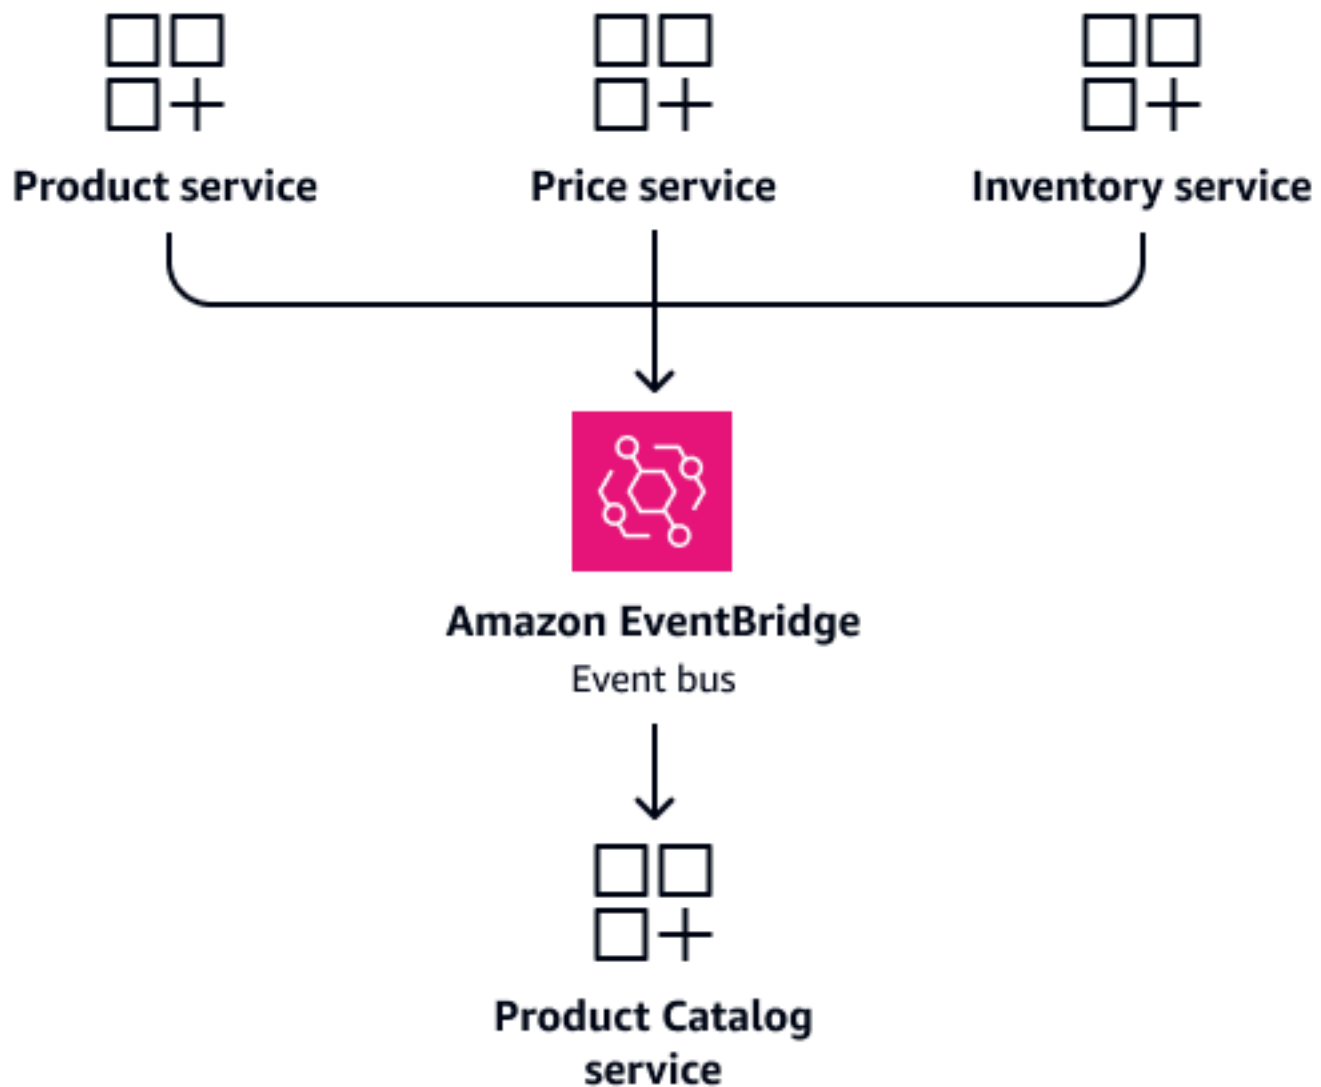 Product service
Price service
Inventory service
Amazon EventBridge
Event bus
Product Catalog
service